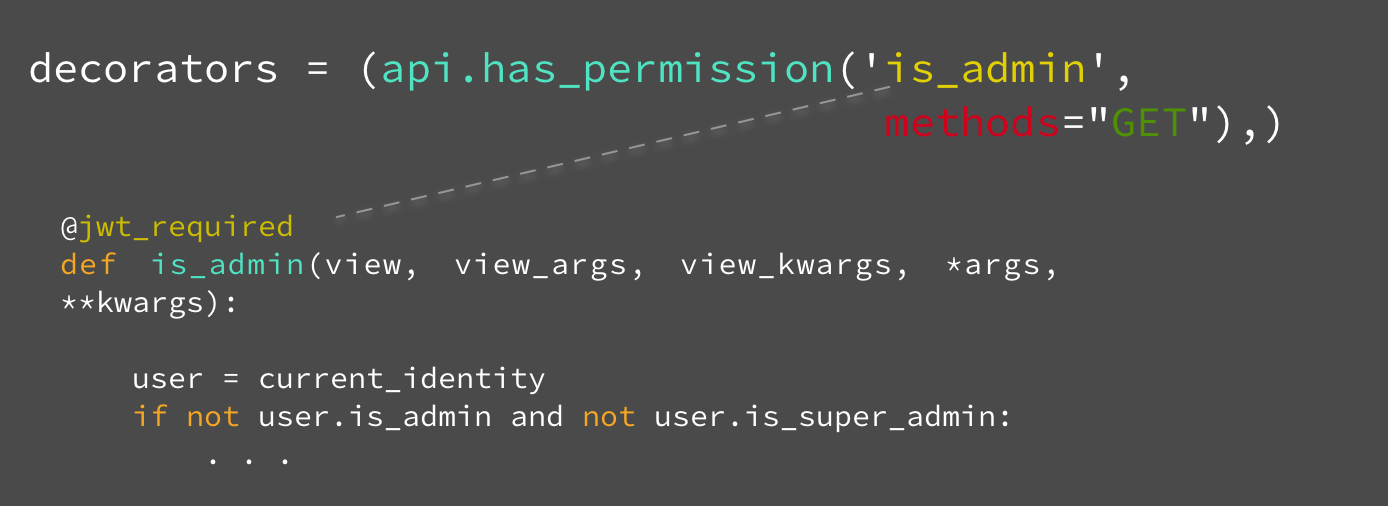 decorators = (api.has_permission('is_admin',
methods="GET"),)
@jwt_required
def is_admin(view, view_args, view_kwargs, *args,
**kwargs):
user = current_identity
if not user.is_admin and not user.is_super_admin:
. . .